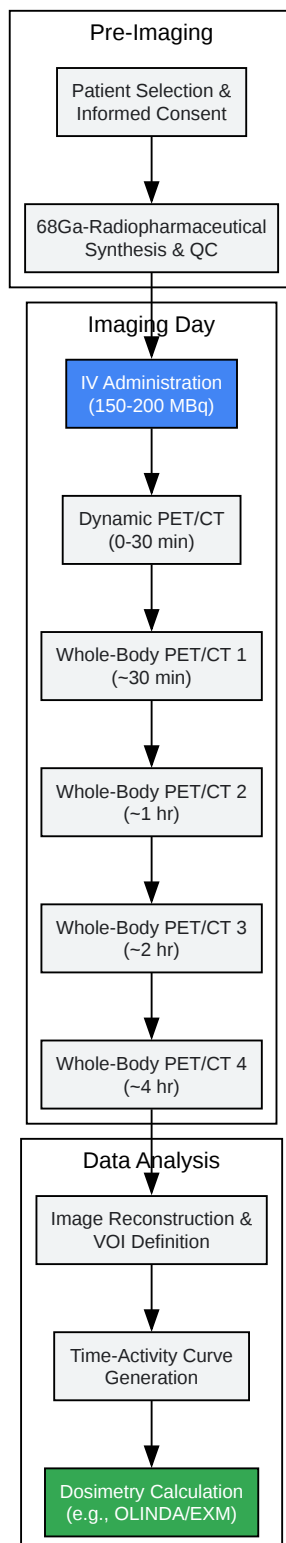 Pre-Imaging
Patient Selection &
Informed Consent
68Ga-Radiopharmaceutical
Synthesis & QC
Imaging Day
IV Administration
(150-200 MBq)
Dynamic PET/CT
(0-30 min)
Whole-Body PET/CT 1
(~30 min)
Whole-Body PET/CT 2
(~1 hr)
Whole-Body PET/CT 3
(~2 hr)
Whole-Body PET/CT 4
(~4 hr)
Data Analysis
Image Reconstruction &
VOI Definition
Time-Activity Curve
Generation
Dosimetry Calculation
(e.g., OLINDA/EXM)